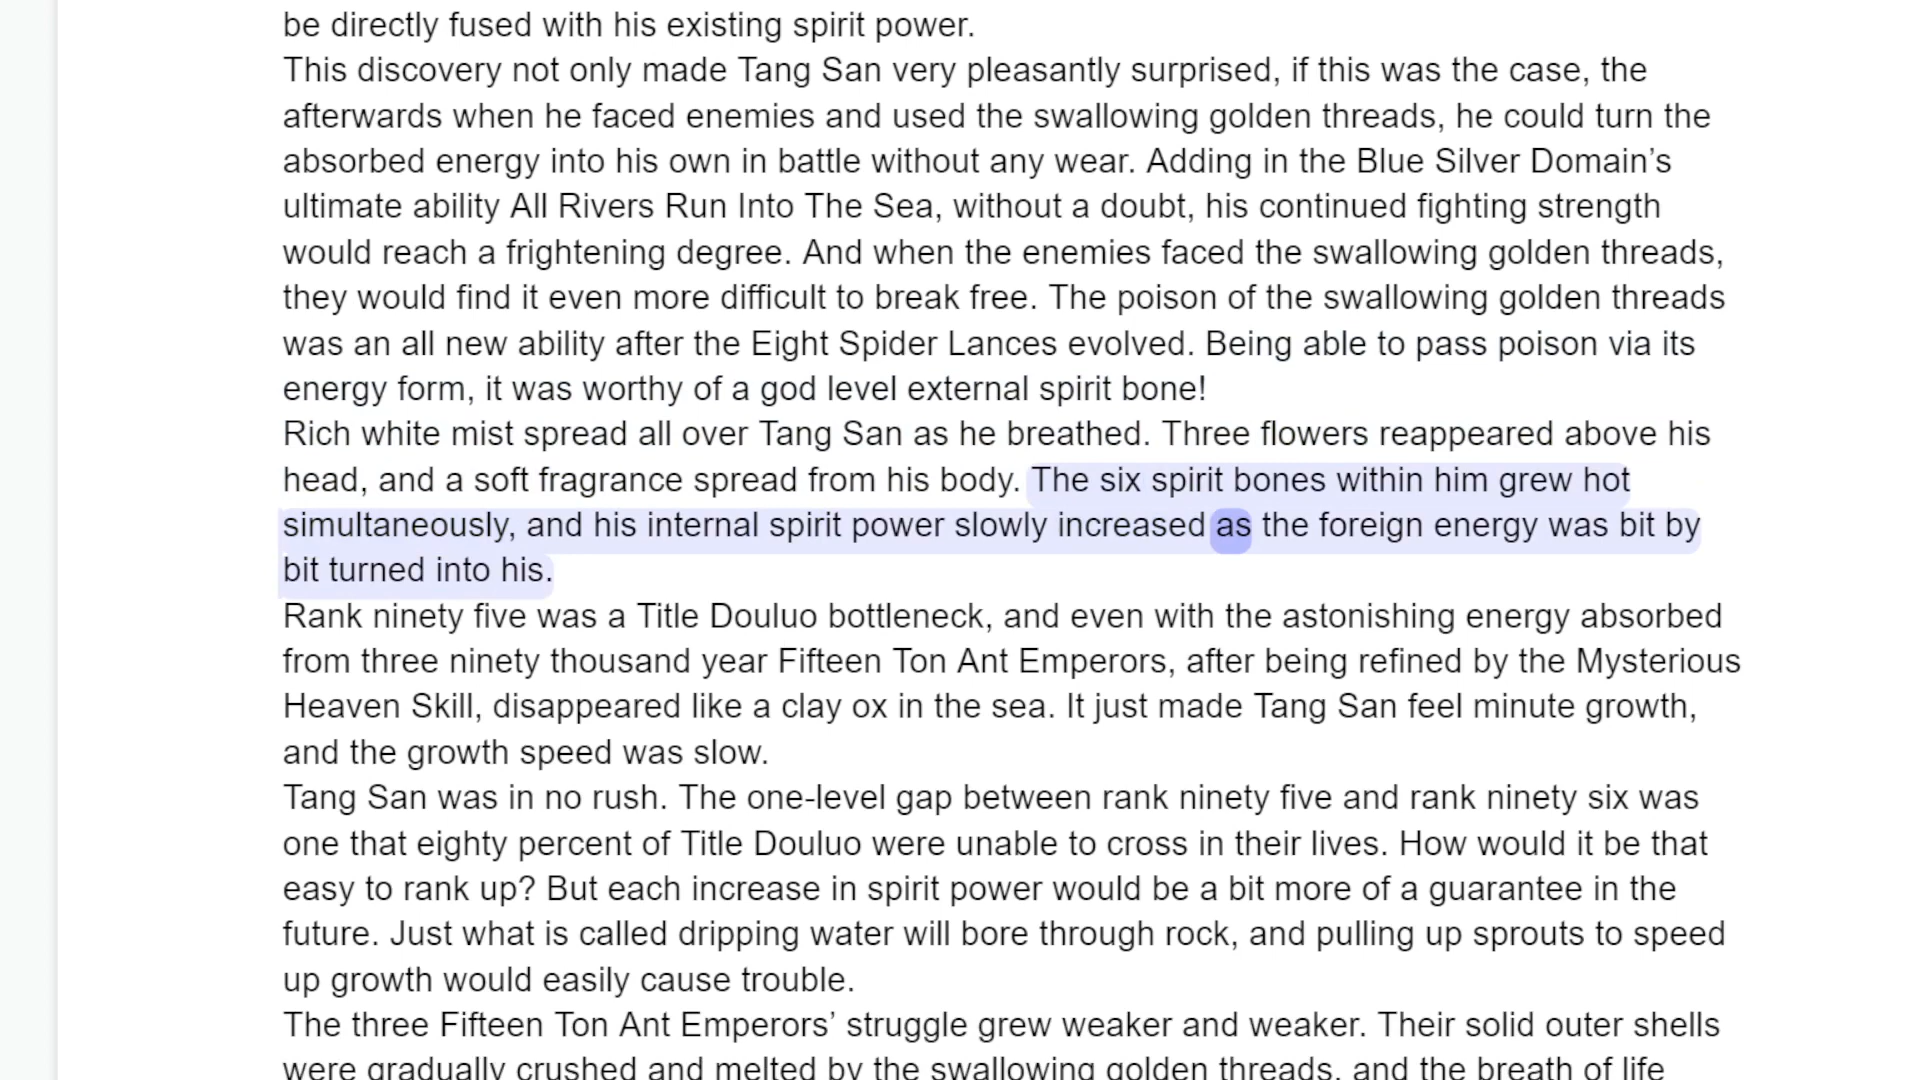 be directly fused with his existing spirit power.
This discovery not only made Tang San very pleasantly surprised, if this was the case, the
afterwards when he faced enemies and used the swallowing golden threads, he could turn the
absorbed energy into his own in battle without any wear. Adding in the Blue Silver Domain’s
ultimate ability All Rivers Run Into The Sea, without a doubt, his continued fighting strength
would reach a frightening degree. And when the enemies faced the swallowing golden threads,
they would find it even more difficult to break free. The poison of the swallowing golden threads
was an all new ability after the Eight Spider Lances evolved. Being able to pass poison via its
energy form, it was worthy of a god level external spirit bone!
Rich white mist spread all over Tang San as he breathed. Three flowers reappeared above his
head, and a soft fragrance spread from his body. The six spirit bones within him grew hot
simultaneously, and his internal spirit power slowly increased as the foreign energy was bit by
bit turned into his.
Rank ninety five was a Title Douluo bottleneck, and even with the astonishing energy absorbed
from three ninety thousand year Fifteen Ton Ant Emperors, after being refined by the Mysterious
Heaven Skill, disappeared like a clay ox in the sea. It just made Tang San feel minute growth,
and the growth speed was slow.
Tang San was in no rush. The one-level gap between rank ninety five and rank ninety six was
one that eighty percent of Title Douluo were unable to cross in their lives. How would it be that
easy to rank up? But each increase in spirit power would be a bit more of a guarantee in the
future. Just what is called dripping water will bore through rock, and pulling up sprouts to speed
up growth would easily cause trouble.
The three Fifteen Ton Ant Emperors’ struggle grew weaker and weaker. Their solid outer shells
were gradually crushed and melted by the swallowing golden threads, and the breath of life